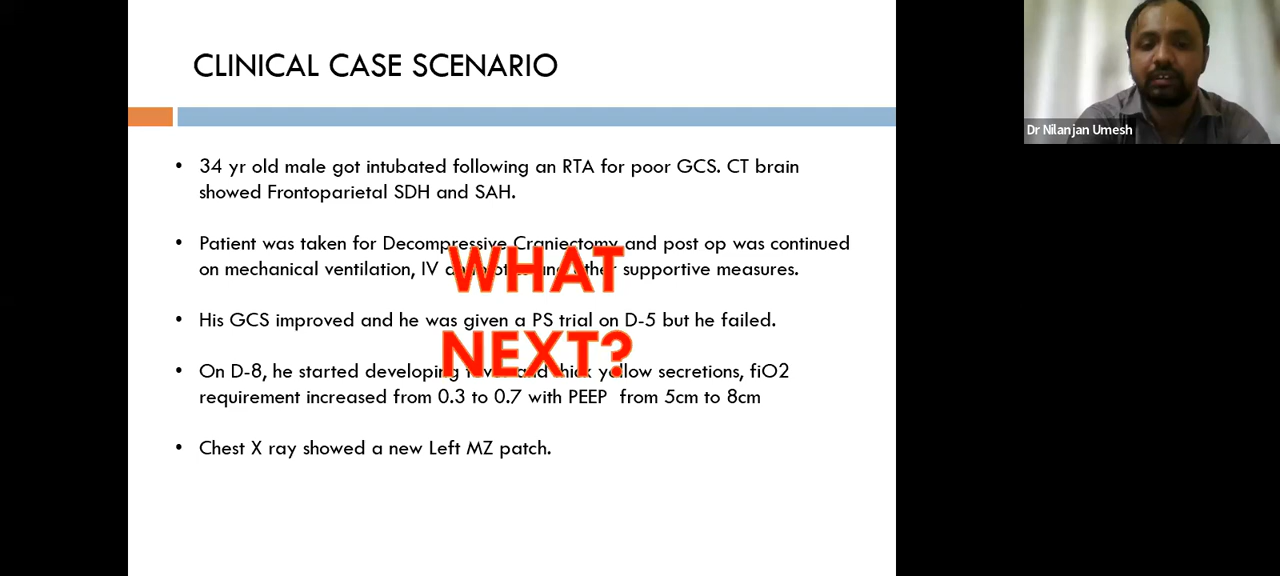 CLINICAL CASE SCENARIO
Dr Nilanjan Umesh
• 34 yr old male got intubated following an RTA for poor GCS. CT brain
showed Frontoparietal SDH and SAH.
• Patient was taken for Decompressive Craniectomy and post op was continued
on mechanical ventilation, IV other supportive measures.
WHAT
• His GCS improved and he was given a PS trial on D-5 but he failed.
NEXT?
• On D-8, he started developing and thick yellow secretions, fiO2
requirement increased from 0.3 to 0.7 with PEEP from 5cm to 8cm
• Chest X ray showed a new Left MZ patch.